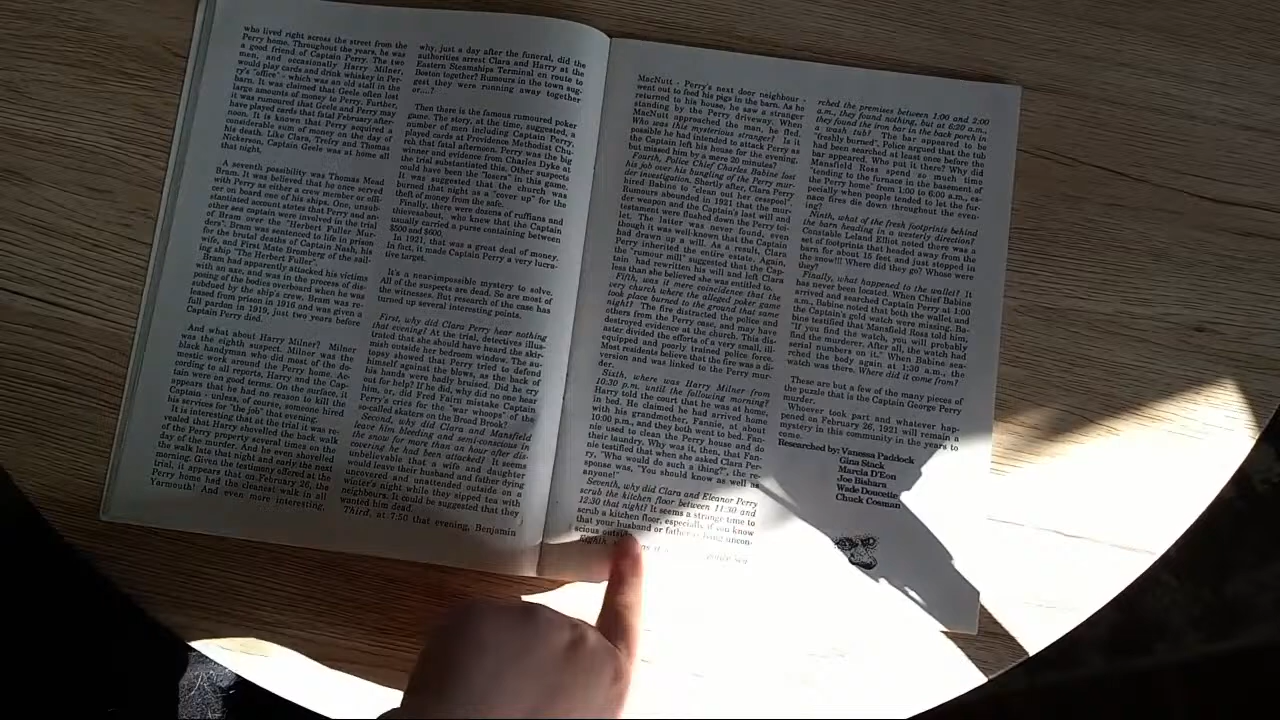 who lived right across the street from the
Perry home. Throughout the years, he was
a good friend of Captain Perry. The two
men, and occasionally Harry Milner,
would play cards and drink whiskey in Per-
ry's "office" - which was an old stall in the
barn. It was claimed that Geele often lost
large amounts of money to Perry. Further,
it was rumoured that Geele and Perry may
have played cards that fatal February after-
noon. It is known that Perry acquired a
considerable sum of money on the day of
his death. Like Clara, Trefry and Thomas
Nickerson, Captain Geele was at home all
that night.
A seventh possibility was Thomas Mead
Bram. It was believed that he once served
with Perry as either a crew member or offi-
cer on board one of his ships. One, unsub-
stantiated account states that Perry and an-
other sea captain were involved in the trial
of Bram over the "Herbert Fuller Mur-
ders". Bram was sentenced to life in prison
for the brutal deaths of Captain Nash, his
wife, and First Mate Bromberg of the sail-
ing ship "The Herbert Fuller".
Bram had apparently attacked his victims
with an axe, and was in the process of dis-
posing of the bodies overboard when he was
subdued by the ship's crew. Bram was re-
leased from prison in 1916 and was given a
full pardon in 1919, just two years before
Captain Perry died.
And what about Harry Milner? Milner
was the eighth suspect. Milner was the
black handyman who did most of the do-
mestic work around the Perry home. Ac-
cording to all reports, Harry and the Cap-
tain were on good terms. On the surface, it
appears that he had no reason to kill the
Captain - unless, of course, someone hired
his services for "the job" that evening.
It is interesting that at the trial it was re-
vealed that Harry shovelled the back walk
of the Perry property several times on the
day of the murder, that he even shovelled
the walk late that night and early the next
morning. Given the testimony at the
trial, it appears that on February 26, the
Perry home had the cleanest walk in all
Yarmouth! And even more interesting,
why, just a day after the funeral, did the
authorities arrest Clara and Harry at the
Eastern Steamships Terminal en route to
Boston together? Rumours in the town sug-
gest they were running away together
or....?
Then there is the famous rumoured poker
game. The story, at the time, suggested, a
number of men including Captain Perry,
played cards at Providence Methodist Chu-
rch that fatal afternoon. Perry was the big
winner and evidence from Charles Dyke at
the trial substantiated this. Other suspects
could have been the "losers" in this game.
It was suggested that the church was
burned that night as a "cover up" for the
theft of money from the safe.
Finally, there were dozens of ruffians and
thieves about, who knew that the Captain
always carried a purse containing between
$500 and $600.
In 1921, that was a great deal of money.
It made Captain Perry a very lucra-
tive target.
It's a near-impossible mystery to solve.
All of the suspects are dead. So are most of
the witnesses. But research of the case has
turned up several interesting points.
First, why did Clara Perry hear nothing
that evening? At the trial, detectives illus-
trated that she should have heard the skir-
mish outside her bedroom window. The au-
topsy showed that Perry tried to defend
himself against the blows, as the back of
his hands were badly bruised. Did he cry
out for help? If he did, why did no one hear
it, or, did Fred Fairn mistake Captain
Perry's cries for the "war whoops" of the
so-called skaters on the Broad Brook?
Second, why did Clara and Mansfield
leave him bleeding and semi-conscious in
the snow for more than an hour after dis-
covering he had been attacked? It seems
unbelievable that a wife and daughter
would leave their husband and father dying
uncovered and unattended outside on a
winter's night while they sipped tea with
neighbours. It could be suggested that they
wanted him dead.
Third, at 7:50 that evening, Benjamin
MacNutt - Perry's next door neighbour -
went out to feed his pigs in the barn. As he
returned to his house, he saw a stranger
standing by the Perry driveway. When
MacNutt approached the man, he fled.
Who was this mysterious stranger? Is it
possible he had intended to attack Perry as
the Captain left his house for the evening,
but missed him by a mere 20 minutes?
Fourth, Police Chief Charles Babine lost
his job over his bungling of the Perry mur-
der investigation. Shortly after, Clara Perry
hired Babine to "clean out her cesspool".
Rumours abounded in 1921 that the mur-
der weapon and the Captain's last will and
testament were flushed down the Perry toi-
let. The latter was never found, even
though it was well-known that the Captain
had drawn up a will. As a result, Clara
Perry inherited the entire estate. Again,
the "rumour mill" suggested that the Cap-
tain had rewritten his will and left Clara
less than she believed she was entitled to.
Fifth, was it mere coincidence that the
very church where the alleged poker game
took place burned to the ground that same
night? The fire distracted the police and
others from the Perry case, and may have
destroyed evidence at the church. This dis-
aster divided the efforts of a very small, ill-
equipped and poorly trained police force.
Most residents believe that the fire was a di-
version and was linked to the Perry mur-
der.
Sixth, where was Harry Milner from
10:30 p.m. until the following morning?
Harry told the court that he was at home,
in bed. He claimed he had arrived home
with his grandmother, Fannie, at about
10:00 p.m., and they both went to bed. Fan-
nie used to clean the Perry house and do
their laundry. Why was it, then, that Fan-
nie testified that when she asked Clara Per-
ry, "Who would do such a thing?", the re-
sponse was, "You should know as well as
anyone!"
Seventh, why did Clara and Eleanor Perry
scrub the kitchen floor between 11:30 and
12:30 that night? It seems a strange time to
scrub a kitchen floor, especially if you know
that your husband or father is lying uncon-
scious outside.
Eighth,
rched the premises between 1:00 and 2:00
a.m., they found nothing, but at 6:20 a.m.,
they found the iron bar in the back porch in
a wash tub! The bar appeared to be
"freshly burned". Police argued that the tub
had been searched at least once before the
bar appeared. Who put it there? Why did
Mansfield Ross spend so much time
"tending to the furnace in the basement of
the Perry home" from 1:00 to 6:00 a.m., es-
pecially when people tended to let the fur-
nace fires die down throughout the even-
ing?
Ninth, what of the fresh footprints behind
the barn heading in a westerly direction?
Constable Leland Elliot noted there was a
set of footprints that headed away from the
barn for about 15 feet and just stopped in
the snow!!! Where did they go? Whose were
they?
Finally, what happened to the wallet? It
has never been located. When Chief Babine
arrived and searched Captain Perry at 1:00
a.m., Babine noted that both the wallet and
the Captain's gold watch were missing. Ba-
bine testified that Mansfield Ross told him,
"If you find the watch, you will probably
find the murderer. After all, the watch had
serial numbers on it." When Babine sea-
rched the body again at 1:30 a.m., the
watch was there. Where did it come from?
These are but a few of the many pieces of
the puzzle that is the Captain George Perry
murder.
Whoever took part and whatever hap-
pened on February 26, 1921 will remain a
mystery in this community in the years to
come.
Researched by: Vanessa Paddock
Gina Stack
Marcia D'Eon
Joe Bishara
Wade Doucette
Chuck Cosman